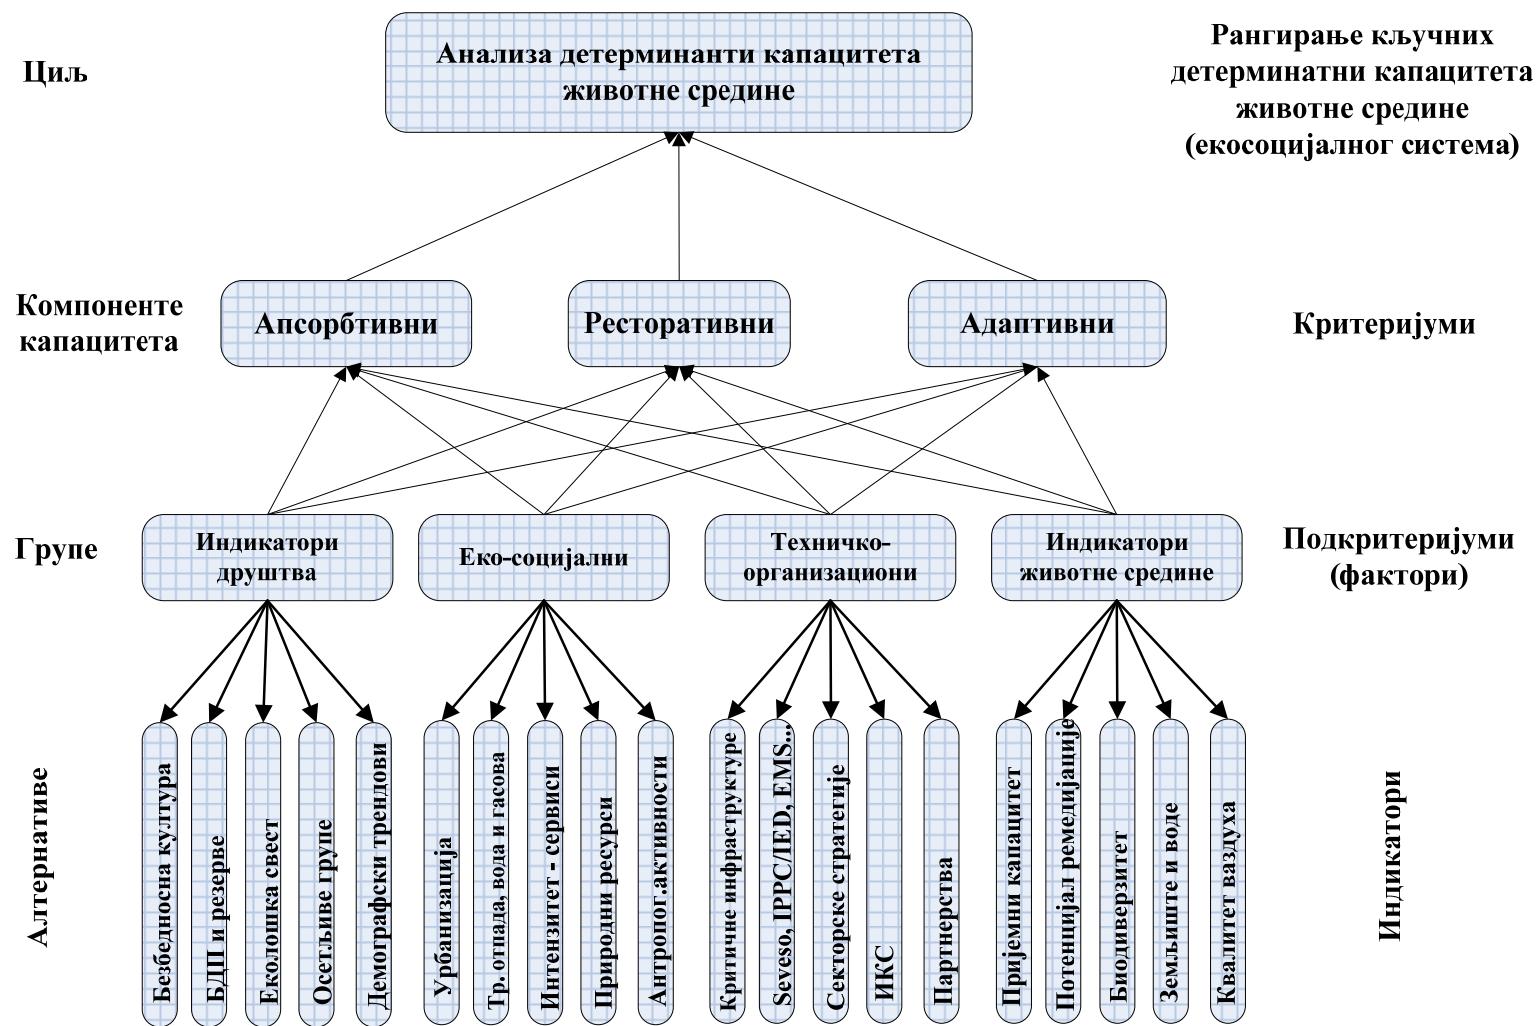 Циљ
Анализа детерминанти капацитета
животне средине
Рангирање кључних
детерминатни капацитета
животне средине
(екосоцијалног система)
Компоненте
капацитета
Апсорбтивни
Ресторативни
Адаптивни
Критеријуми
Групе
Индикатори
друштва
Еко-социјални
Техничко-
организациони
Индикатори
животне средине
Подкритеријуми
(фактори)
Алтернативе
Безбедносна култура
БДП и резерве
Еколошка свест
Осетљиве групе
Демографски трендови
Урбанизација
Тр. отпада, вода и гасова
Интензитет - сервиси
Природни ресурси
Антропог.активности
Критичне инфраструктуре
Seveso, IPPC/IED, EMS...
Секторске стратегије
ИКС
Партнерства
Пријемни капацитет
Потенцијал ремедијације
Биодиверзитет
Земљиште и воде
Квалитет ваздуха
Индикатори